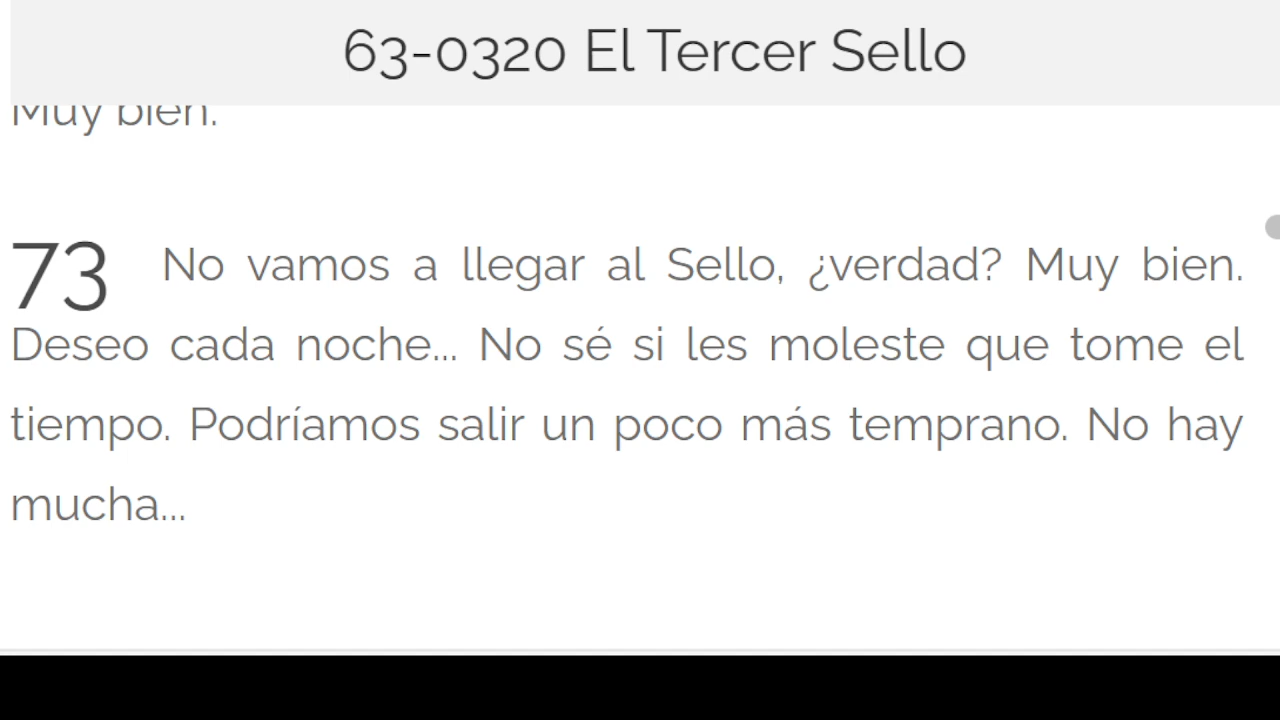 63-0320 El Tercer Sello
Muy bien.
73 No vamos a llegar al Sello, ¿verdad? Muy bien.
Deseo cada noche... No sé si les moleste que tome el
tiempo. Podríamos salir un poco más temprano. No hay
mucha...